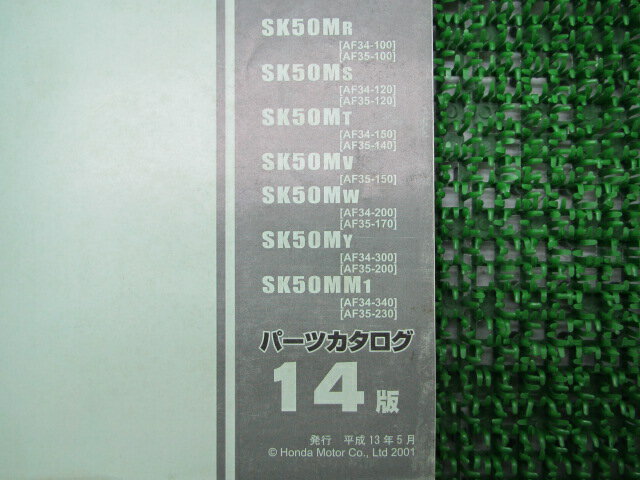 SK50MR
[AF34-100]
[AF35-100]
SK50MS
[AF34-120]
[AF35-120]
SK50MT
[AF34-150]
[AF35-140]
SK50MV
[AF35-150]
SK50MW
[AF34-200]
[AF35-170]
SK50MY
[AF34-300]
[AF35-200]
SK50MM1
[AF34-340]
[AF35-230]
パーツカタログ
14版
発行 平成13年5月
© Honda Motor Co., Ltd 2001